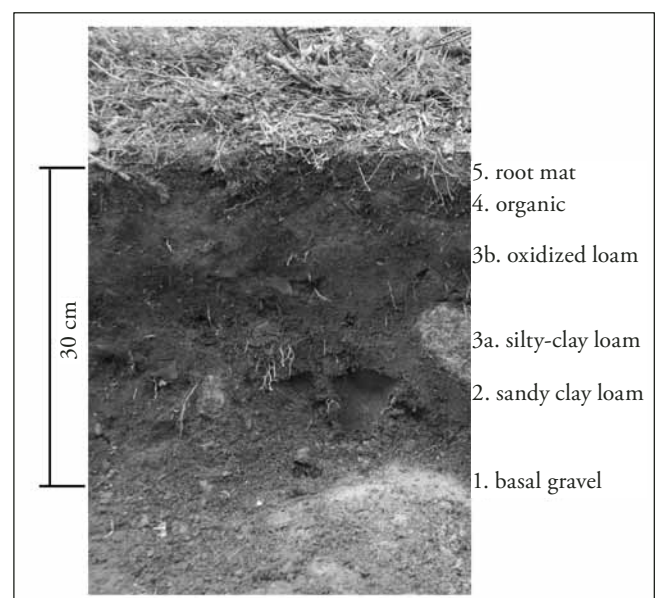 5. root mat
4. organic
3b. oxidized loam
30 cm
3a. silty-clay loam
2. sandy clay loam
1. basal gravel